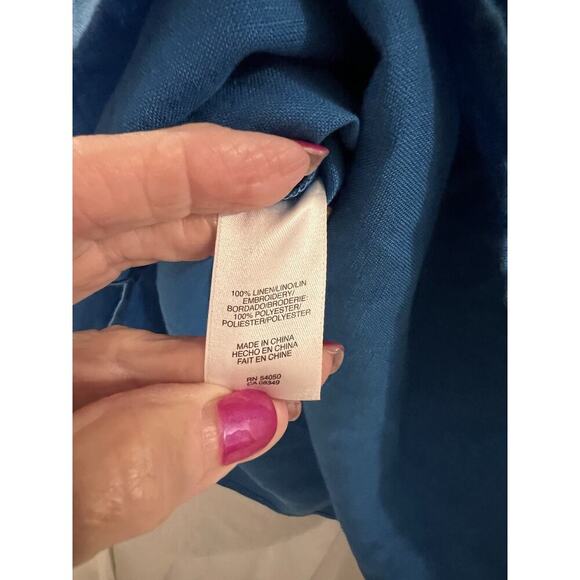 100% LINEN/LINO/LIN
EMBROIDERY/
BORDADO/BRODERIE:
100% POLYESTER/
POLIESTER/POLYESTER
MADE IN CHINA
HECHO EN CHINA
FAIT EN CHINE
RN 54050
CA 08349